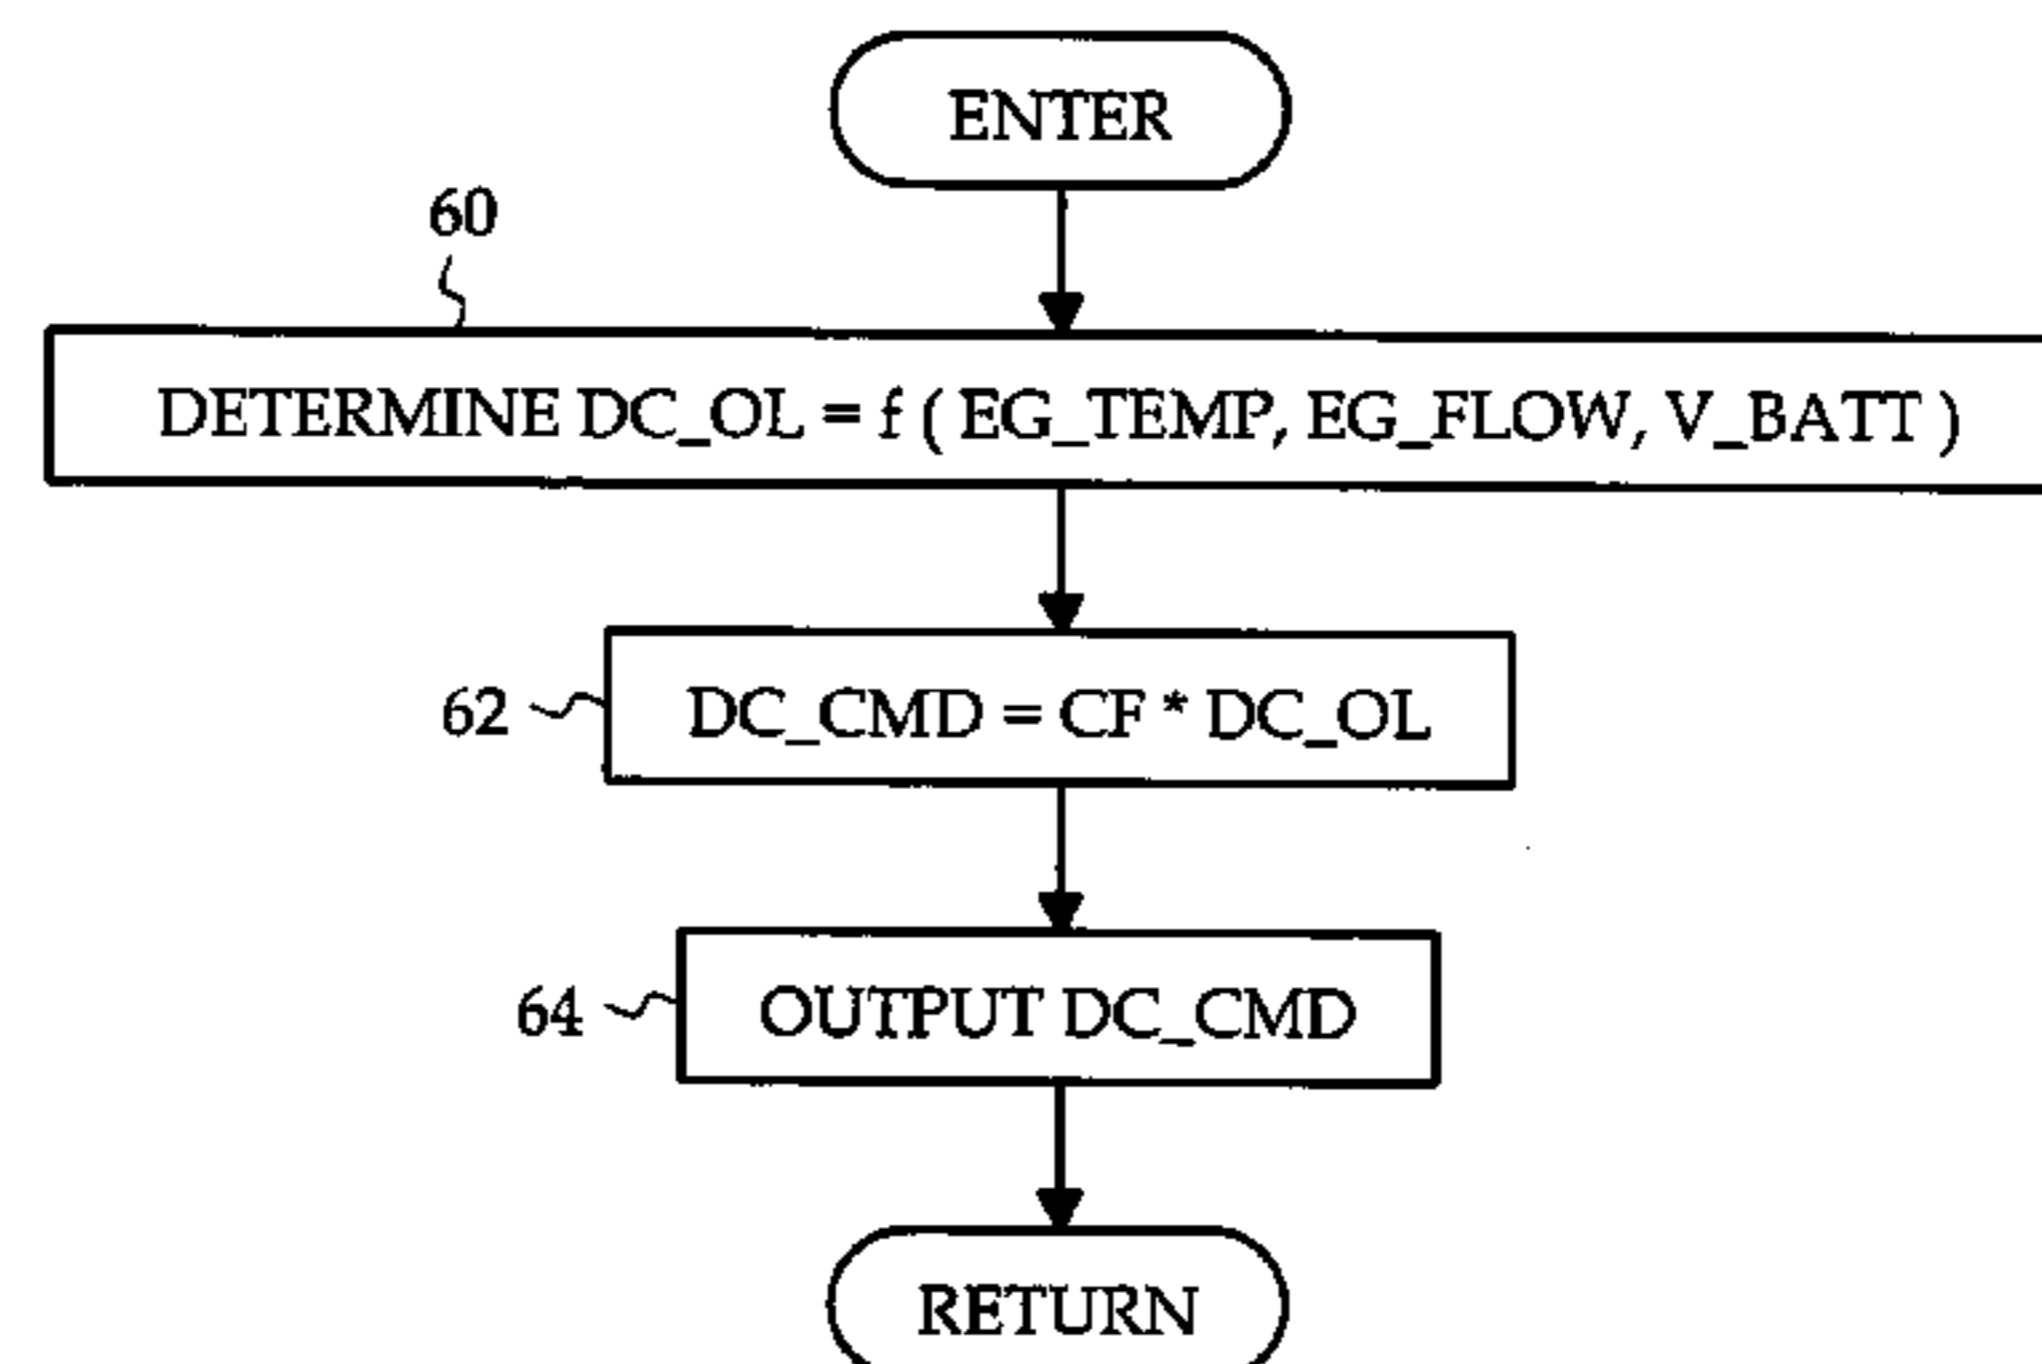 ENTER
60
DETERMINE DC_OL = f ( EG_TEMP, EG_FLOW, V_BATT )
62
DC_CMD = CF * DC_OL
64
OUTPUT DC_CMD
RETURN